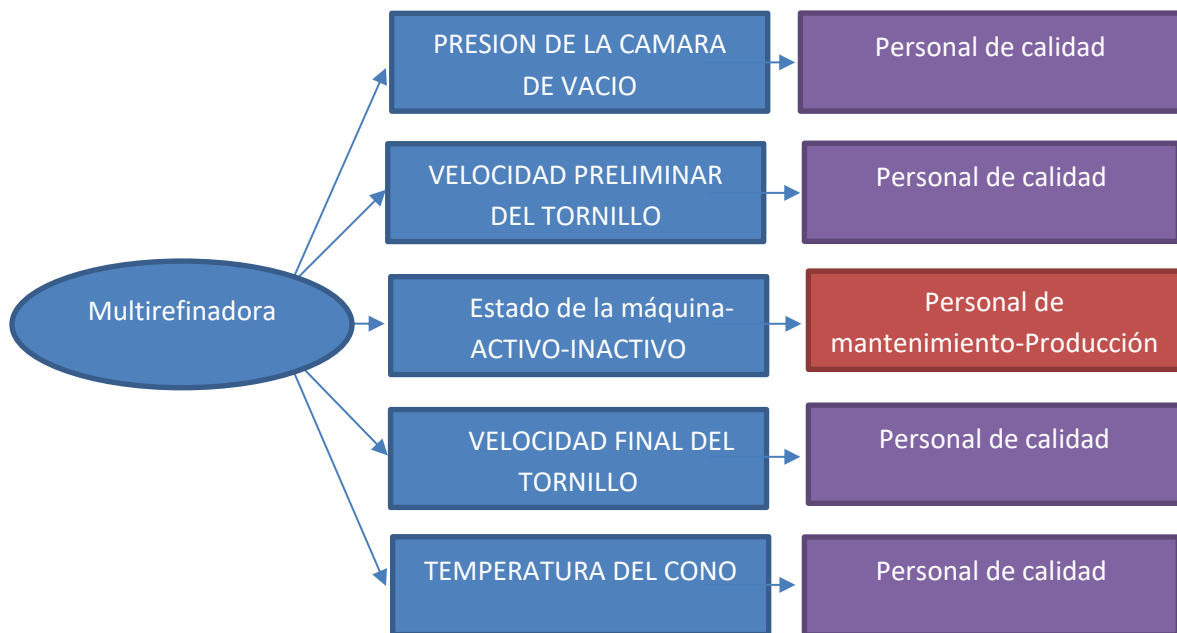 PRESION DE LA CAMARA
DE VACIO
Personal de calidad
VELOCIDAD PRELIMINAR
DEL TORNILLO
Personal de calidad
Multirefinadora
Estado de la máquina-
ACTIVO-INACTIVO
Personal de
mantenimiento-Producción
VELOCIDAD FINAL DEL
TORNILLO
Personal de calidad
TEMPERATURA DEL CONO
Personal de calidad